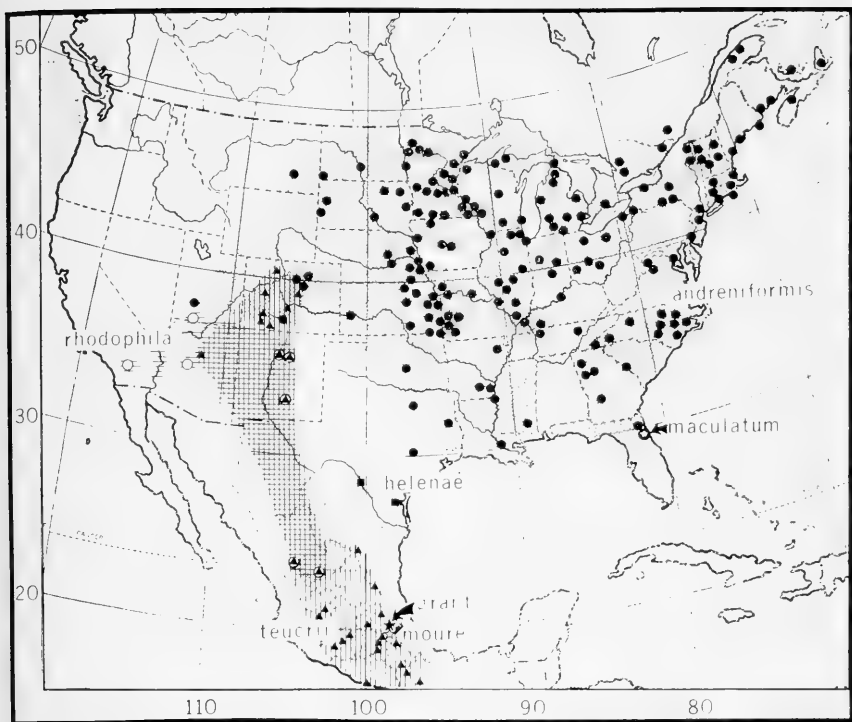 50
40
30
20
andreniformis
rhodophila
maculatum
helenae
teucrii
moure
110
100
90
80